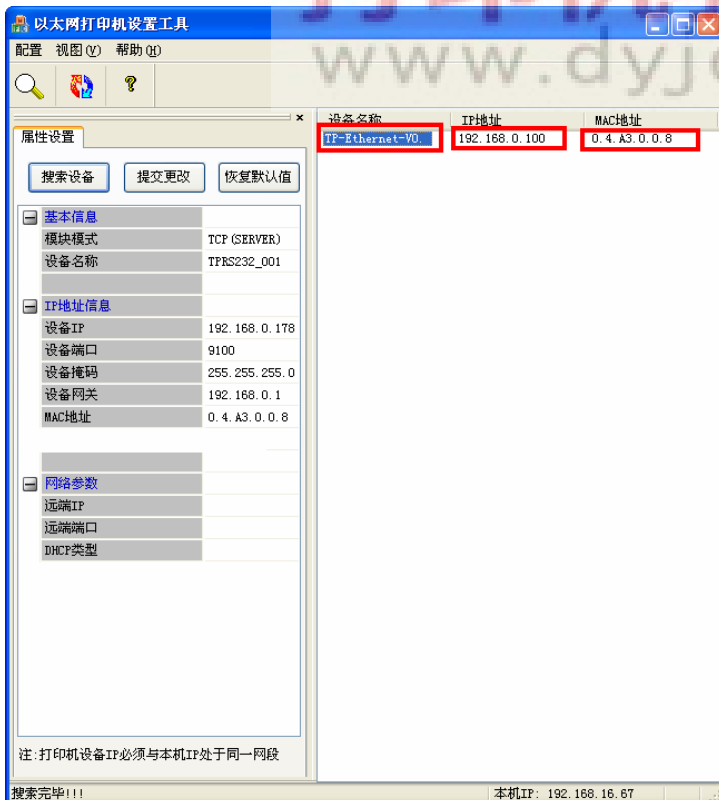 以太网打印机设置工具
www.dyj
配置 视图(V) 帮助(H)
设备名称 IP地址 MAC地址
TP-Ethernet-V0. 192.168.0.100 0.4.A3.0.0.8
属性设置
搜索设备 提交更改 恢复默认值
基本信息
模块模式 TCP(SERVER)
设备名称 TPRS232_001
IP地址信息
设备IP 192.168.0.178
设备端口 9100
设备掩码 255.255.255.0
设备网关 192.168.0.1
MAC地址 0.4.A3.0.0.8
网络参数
远端IP
远端端口
DHCP类型
注:打印机设备IP必须与本机IP处于同一网段
搜索完毕!!! 本机IP: 192.168.16.67